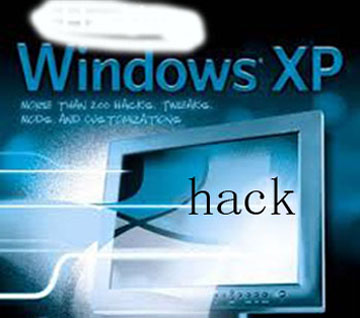 Windows® XP
MORE THAN 200 HACKS, TWEAKS,
MODS AND CUSTOMIZATIONS
hack